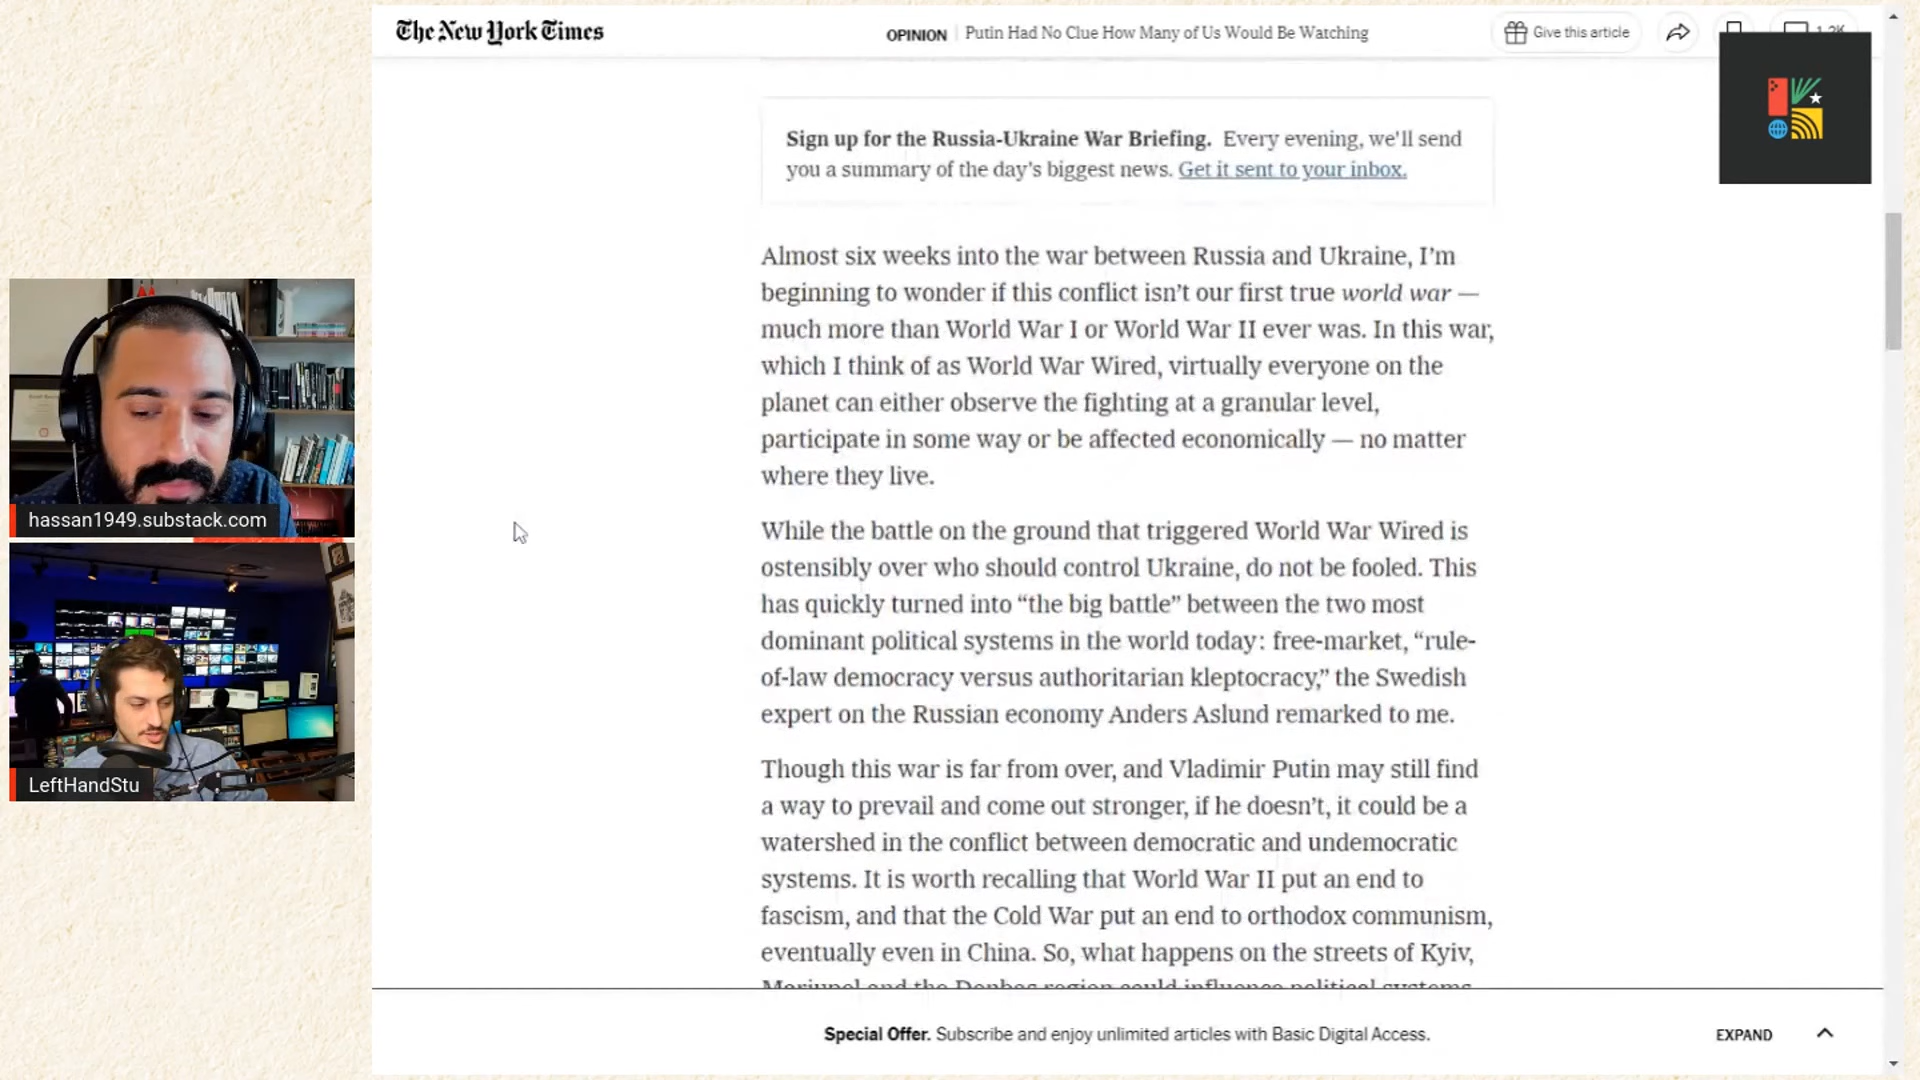 The New York Times
OPINION
Putin Had No Clue How Many of Us Would Be Watching
Give this article
Sign up for the Russia-Ukraine War Briefing. Every evening, we'll send
you a summary of the day's biggest news. Get it sent to your inbox.
Almost six weeks into the war between Russia and Ukraine, I'm
beginning to wonder if this conflict isn't our first true world war —
much more than World War I or World War II ever was. In this war,
which I think of as World War Wired, virtually everyone on the
planet can either observe the fighting at a granular level,
participate in some way or be affected economically — no matter
where they live.
While the battle on the ground that triggered World War Wired is
ostensibly over who should control Ukraine, do not be fooled. This
has quickly turned into “the big battle” between the two most
dominant political systems in the world today: free-market, “rule-
of-law democracy versus authoritarian kleptocracy,” the Swedish
expert on the Russian economy Anders Aslund remarked to me.
Though this war is far from over, and Vladimir Putin may still find
a way to prevail and come out stronger, if he doesn't, it could be a
watershed in the conflict between democratic and undemocratic
systems. It is worth recalling that World War II put an end to
fascism, and that the Cold War put an end to orthodox communism,
eventually even in China. So, what happens on the streets of Kyiv,
Mariupol and the Donbas region could influence political systems
Special Offer. Subscribe and enjoy unlimited articles with Basic Digital Access.
EXPAND
hassan1949.substack.com
LeftHandStu